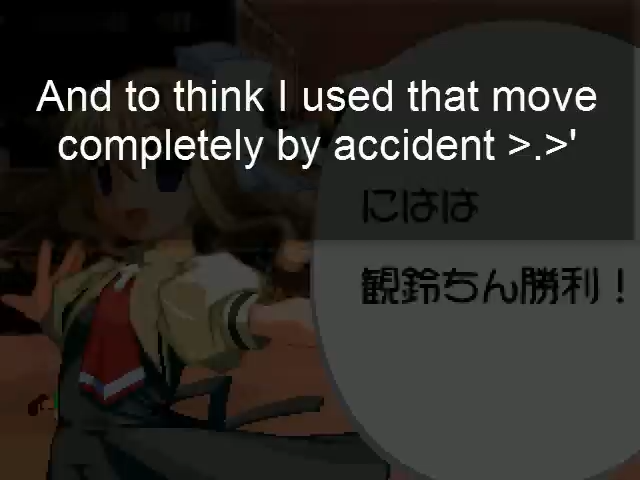 And to think I used that move
completely by accident >.>'
にはは
観鈴ちん勝利！